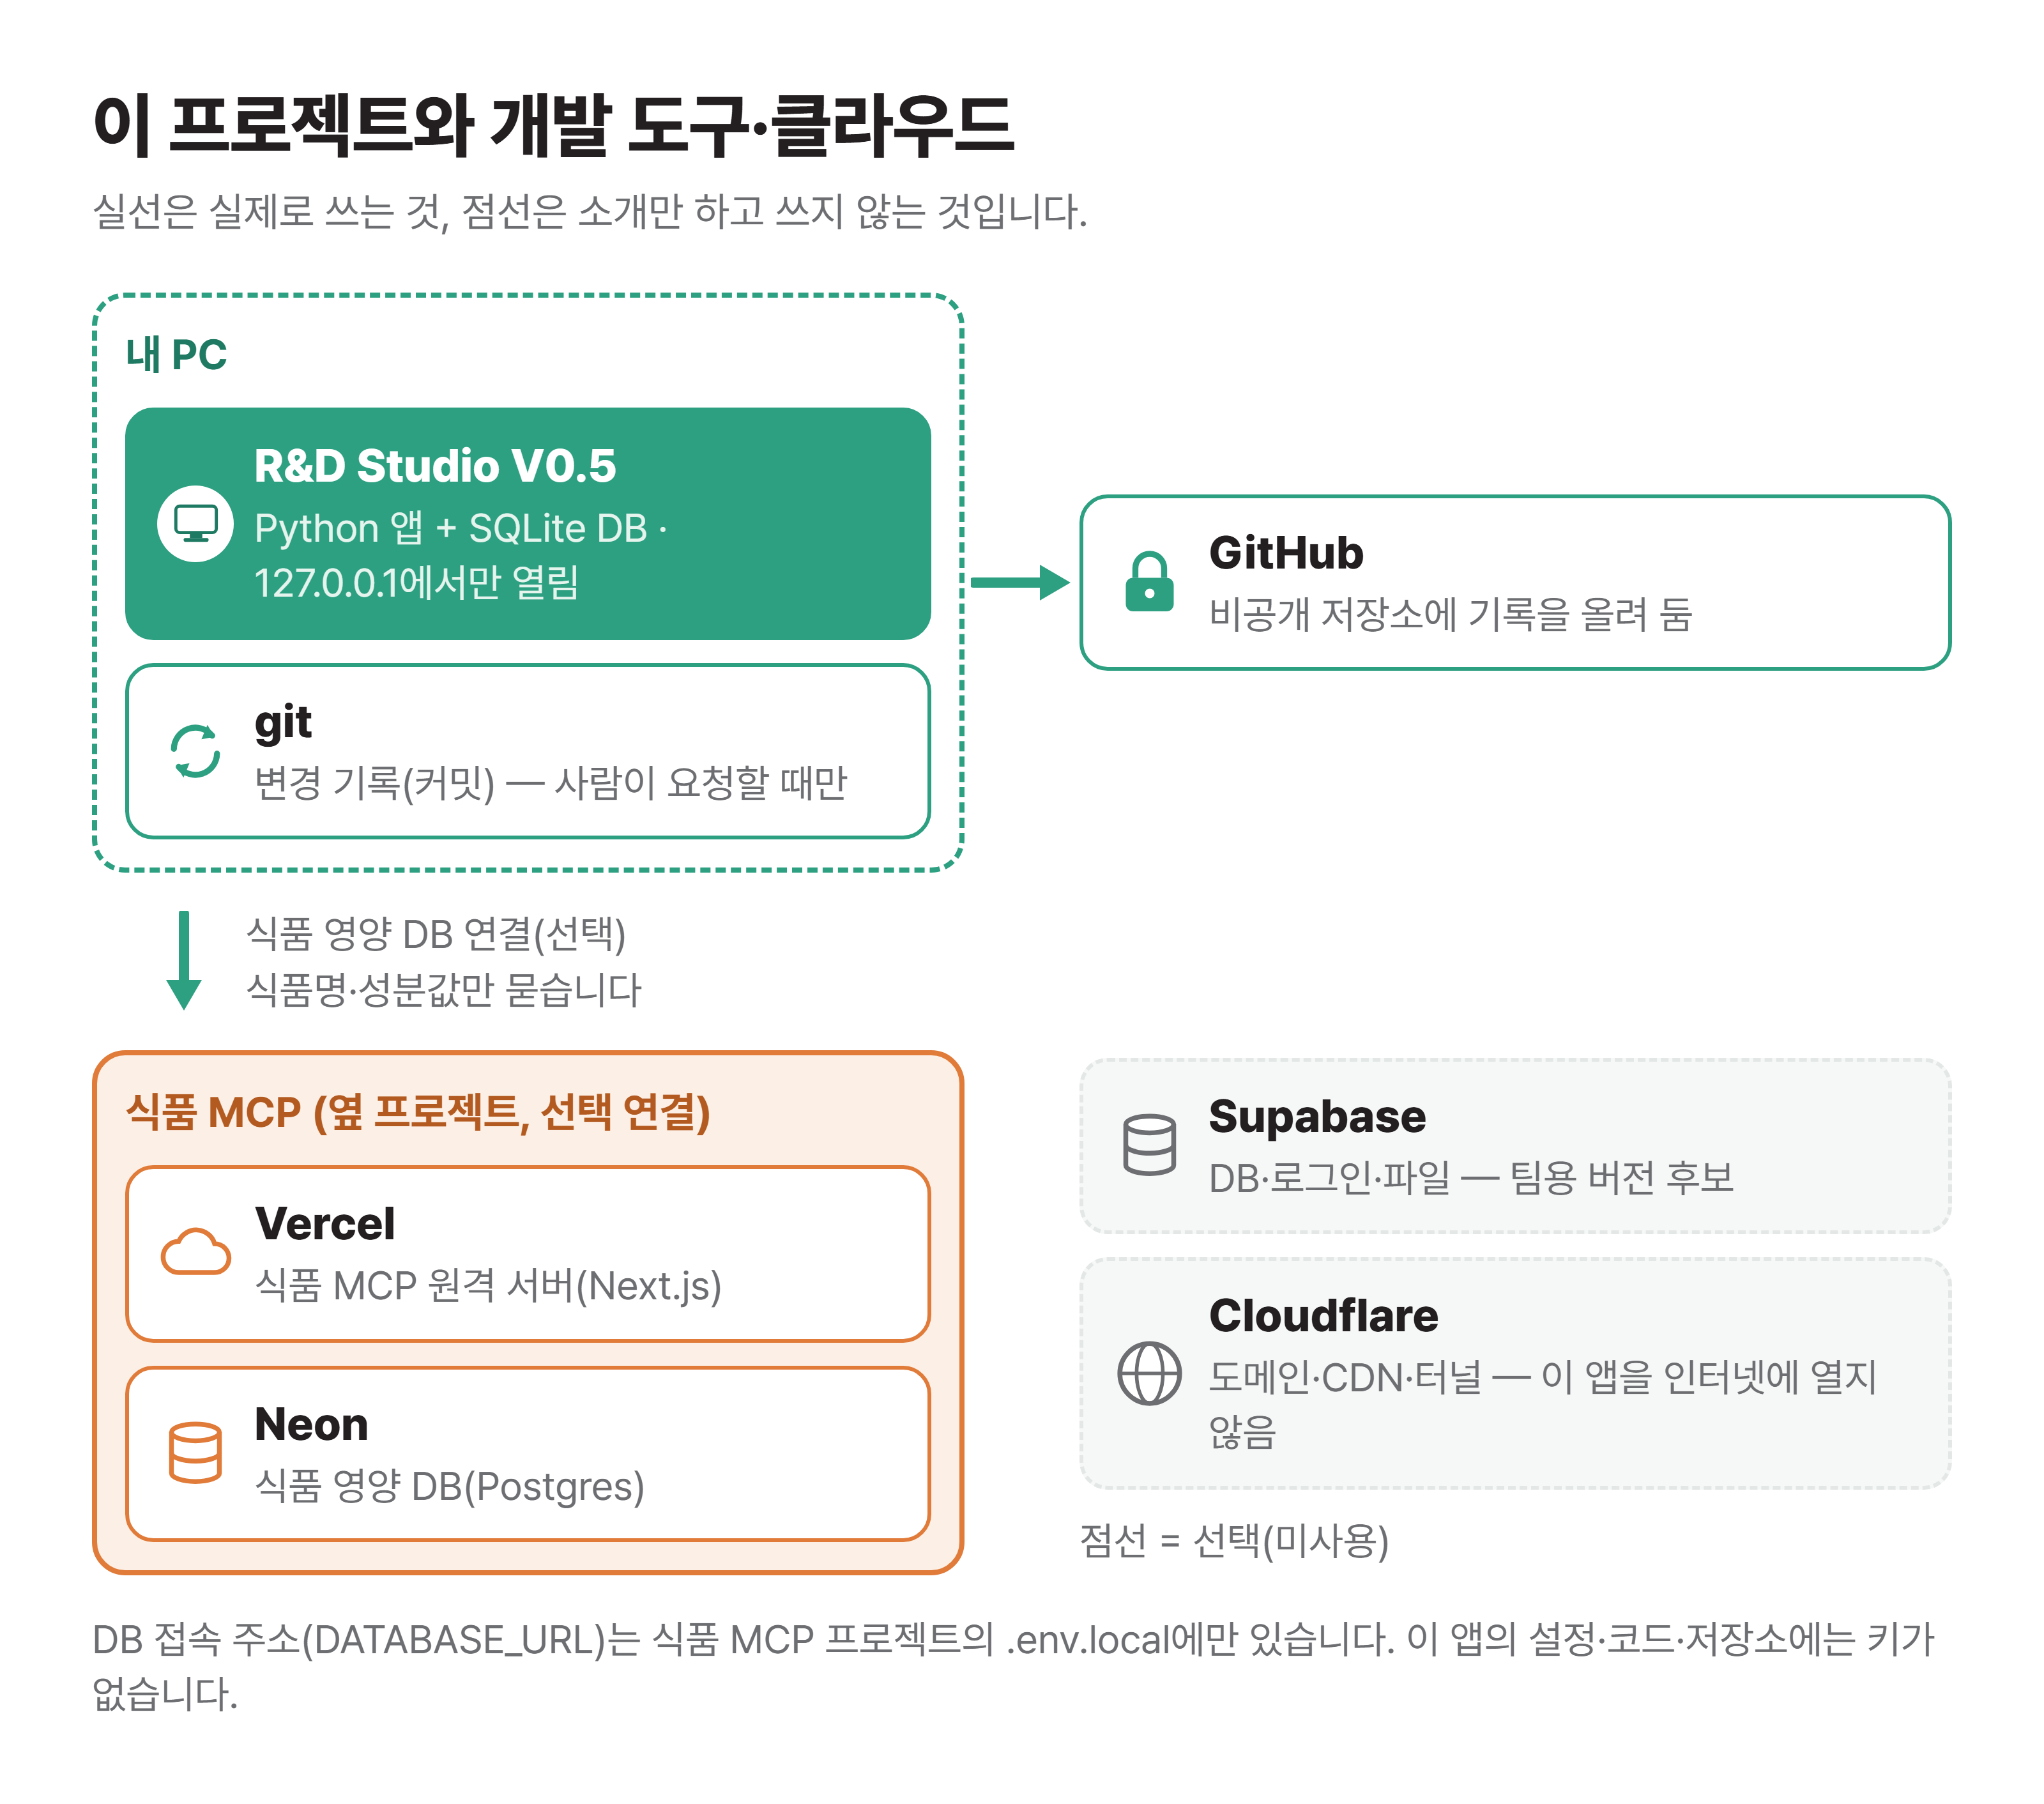 이 프로젝트와 개발 도구·클라우드
실선은 실제로 쓰는 것, 점선은 소개만 하고 쓰지 않는 것입니다.
내 PC
R&D Studio V0.5
Python 앱 + SQLite DB ·
127.0.0.1에서만 열림
git
변경 기록(커밋) — 사람이 요청할 때만
GitHub
비공개 저장소에 기록을 올려 둠
식품 영양 DB 연결(선택)
식품명·성분값만 묻습니다
식품 MCP (옆 프로젝트, 선택 연결)
Vercel
식품 MCP 원격 서버(Next.js)
Neon
식품 영양 DB(Postgres)
Supabase
DB·로그인·파일 — 팀용 버전 후보
Cloudflare
도메인·CDN·터널 — 이 앱을 인터넷에 열지
않음
점선 = 선택(미사용)
DB 접속 주소(DATABASE_URL)는 식품 MCP 프로젝트의 .env.local에만 있습니다. 이 앱의 설정·코드·저장소에는 키가
없습니다.